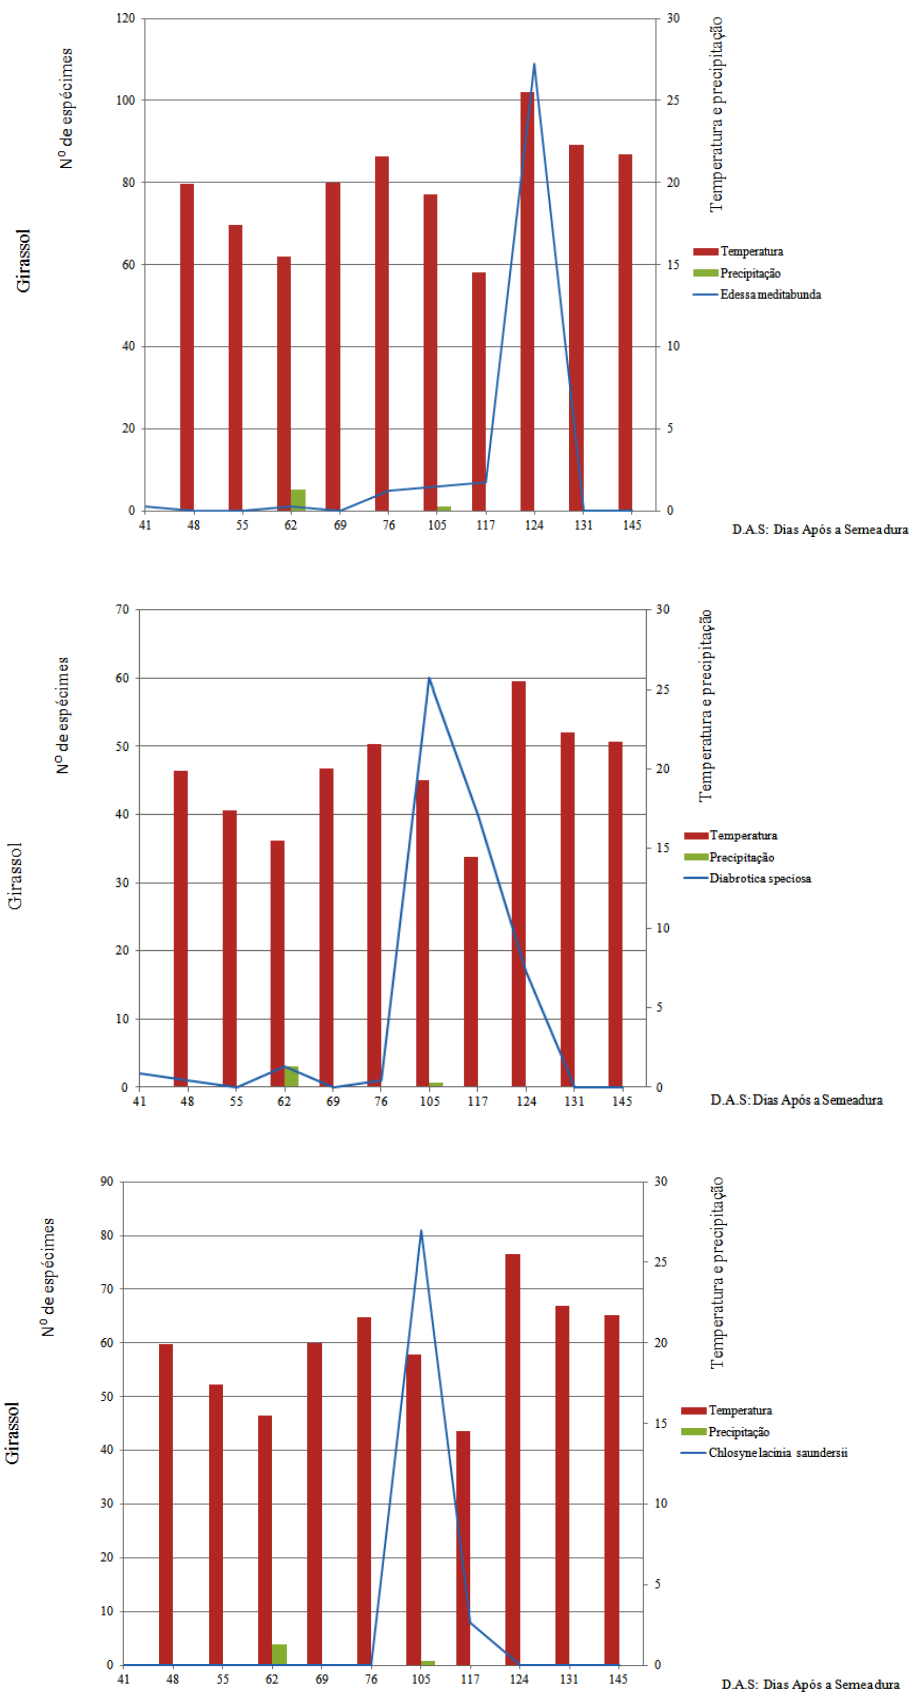 120
100
80
60
40
20
0
Nº de espécimes
Girassol
30
25
20
15
10
5
0
Temperatura e precipitação
Temperatura
Precipitação
Edessa meditabunda
41 48 55 62 69 76 105 117 124 131 145
D.A.S: Dias Após a Semeadura
70
60
50
40
30
20
10
0
Nº de espécimes
Girassol
30
25
20
15
10
5
0
Temperatura e precipitação
Temperatura
Precipitação
Diabrotica speciosa
41 48 55 62 69 76 105 117 124 131 145
D.A.S: Dias Após a Semeadura
90
80
70
60
50
40
30
20
10
0
Nº de espécimes
Girassol
30
25
20
15
10
5
0
Temperatura e precipitação
Temperatura
Precipitação
Chlosyne lacinia saundersii
41 48 55 62 69 76 105 117 124 131 145
D.A.S: Dias Após a Semeadura